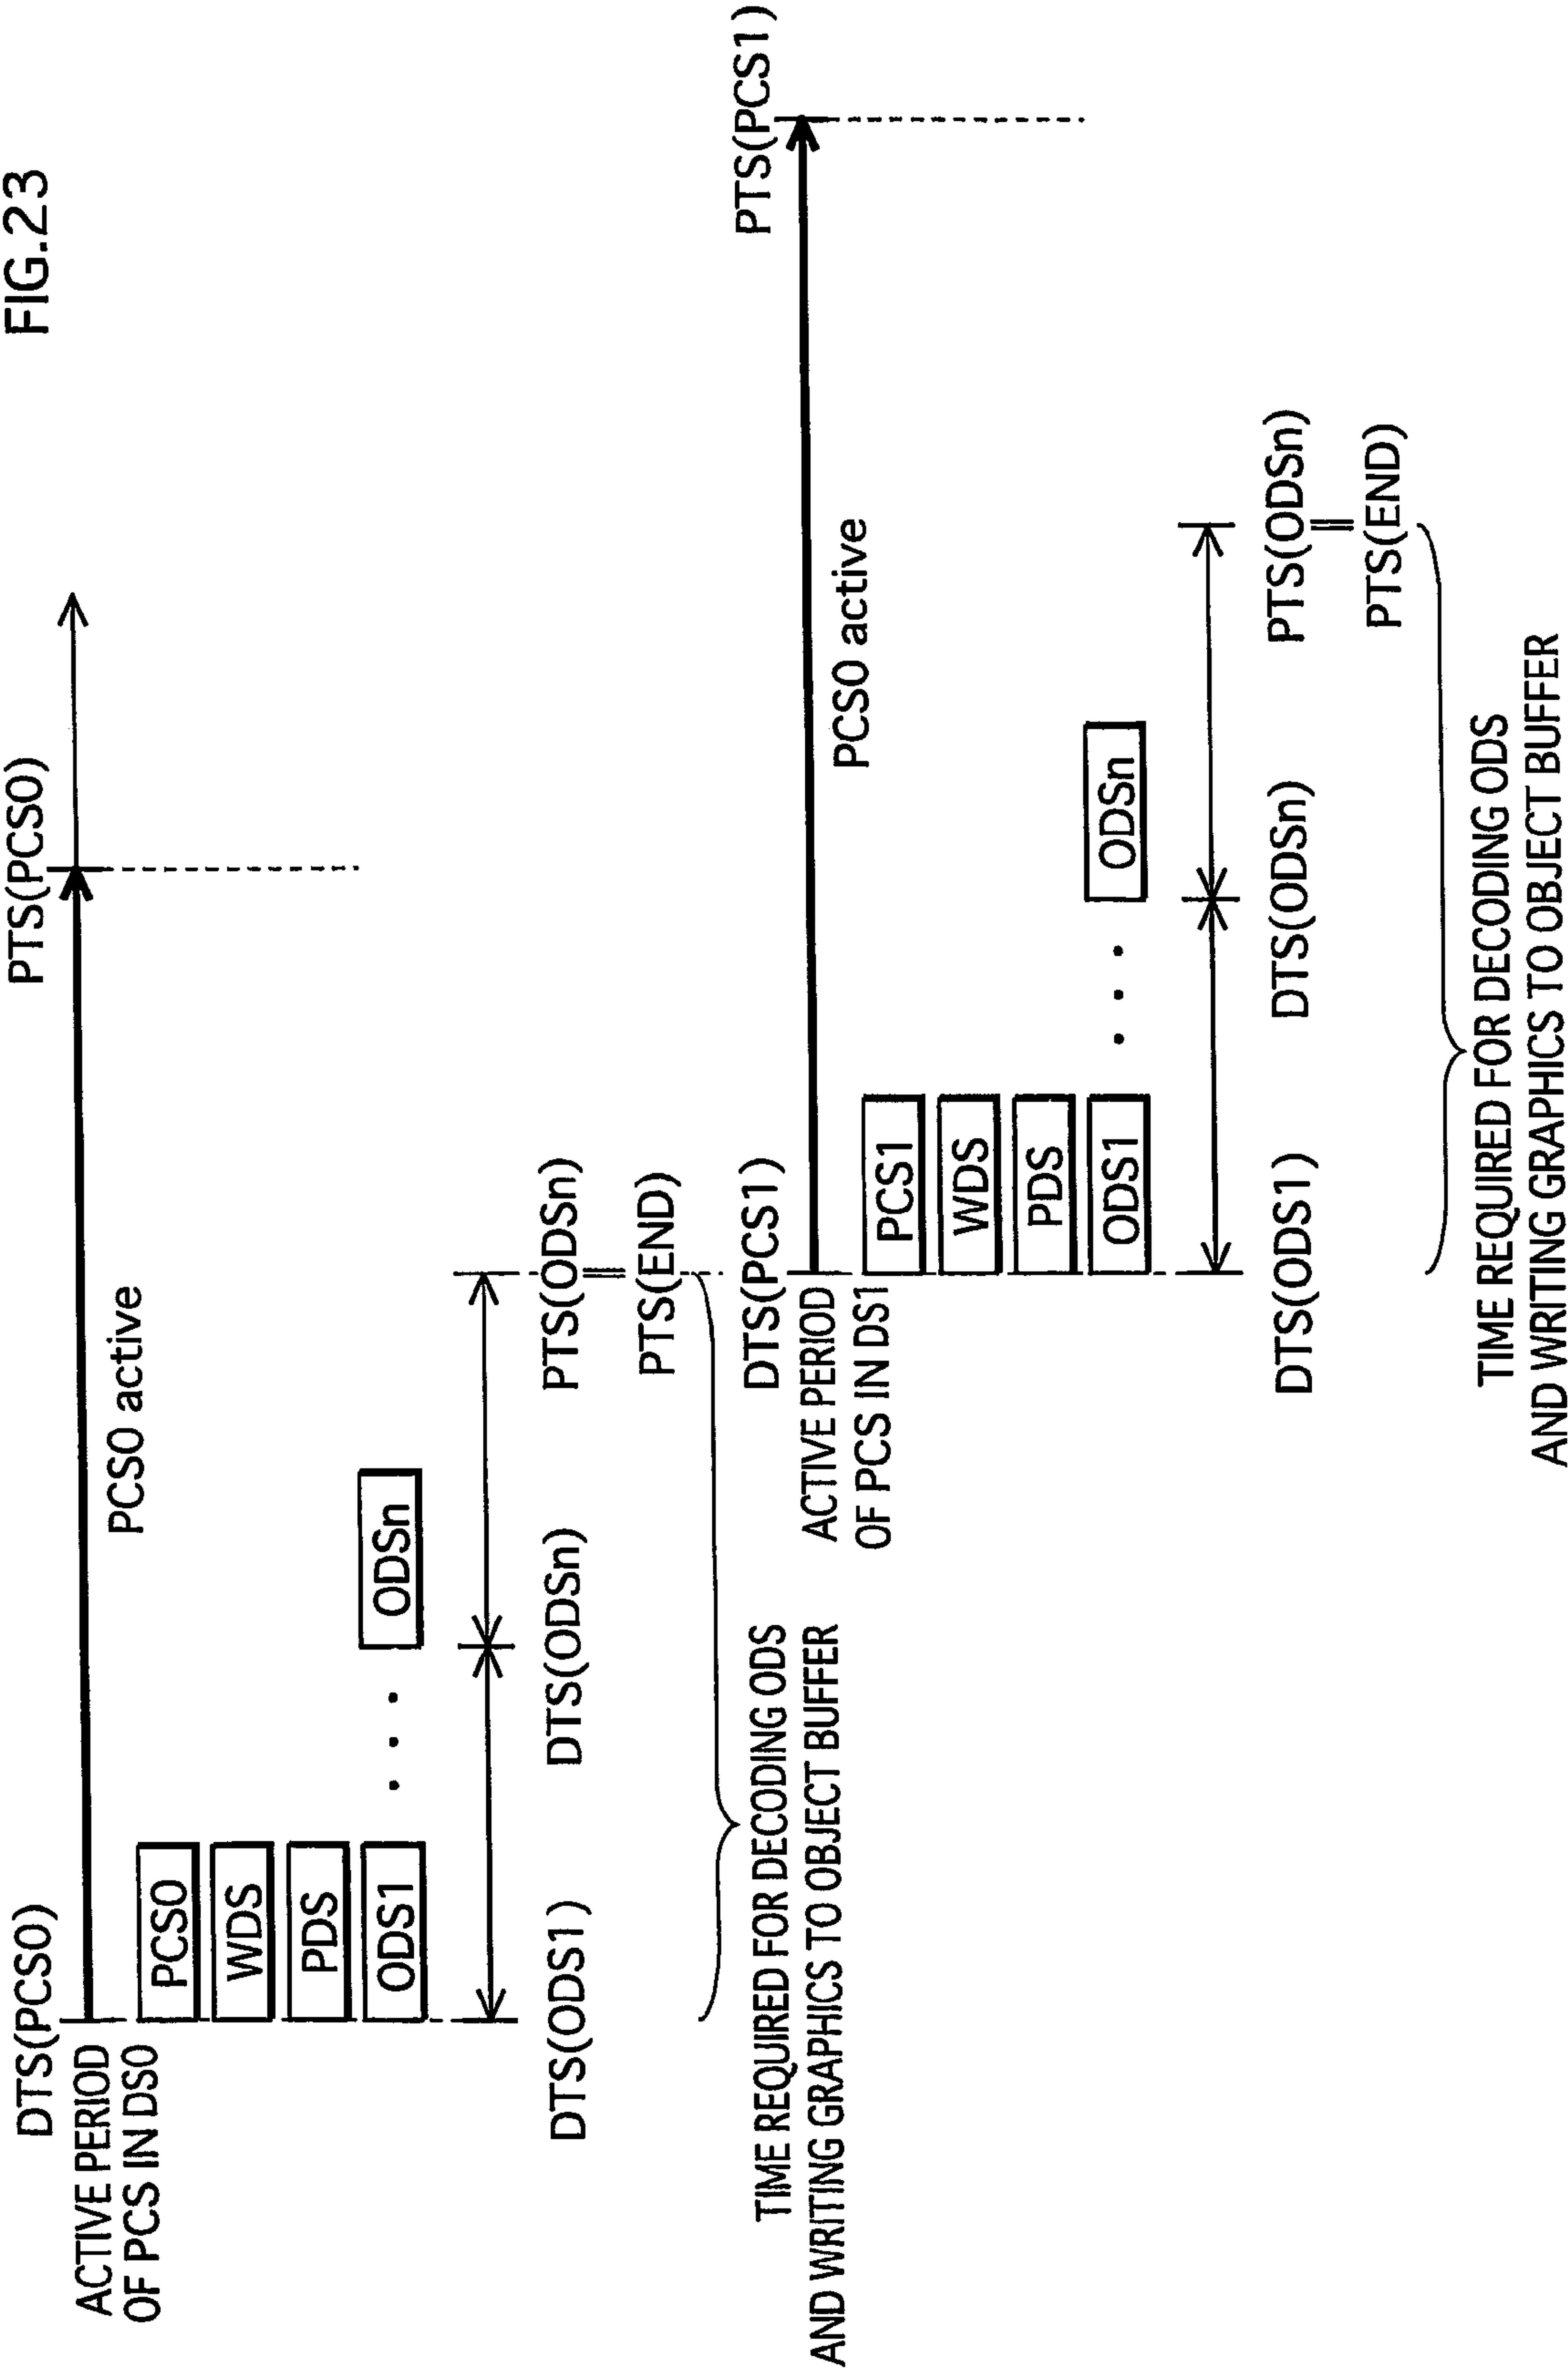 FIG.23
DTS(PCS0)
PTS(PCS0)
ACTIVE PERIOD
OF PCS IN DS0
PCS0 active
PCS0
WDS
PDS
ODS1
. . .
ODSn
DTS(ODS1)
DTS(ODSn)
PTS(ODSn)
||
PTS(END)
TIME REQUIRED FOR DECODING ODS
AND WRITING GRAPHICS TO OBJECT BUFFER
DTS(PCS1)
PTS(PCS1)
ACTIVE PERIOD
OF PCS IN DS1
PCS0 active
PCS1
WDS
PDS
ODS1
. . .
ODSn
DTS(ODS1)
DTS(ODSn)
PTS(ODSn)
||
PTS(END)
TIME REQUIRED FOR DECODING ODS
AND WRITING GRAPHICS TO OBJECT BUFFER